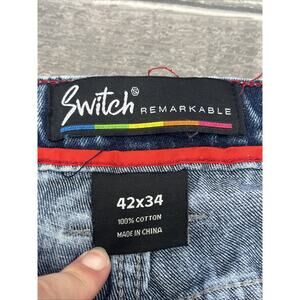 Switch REMARKABLE
42x34
100% COTTON
MADE IN CHINA